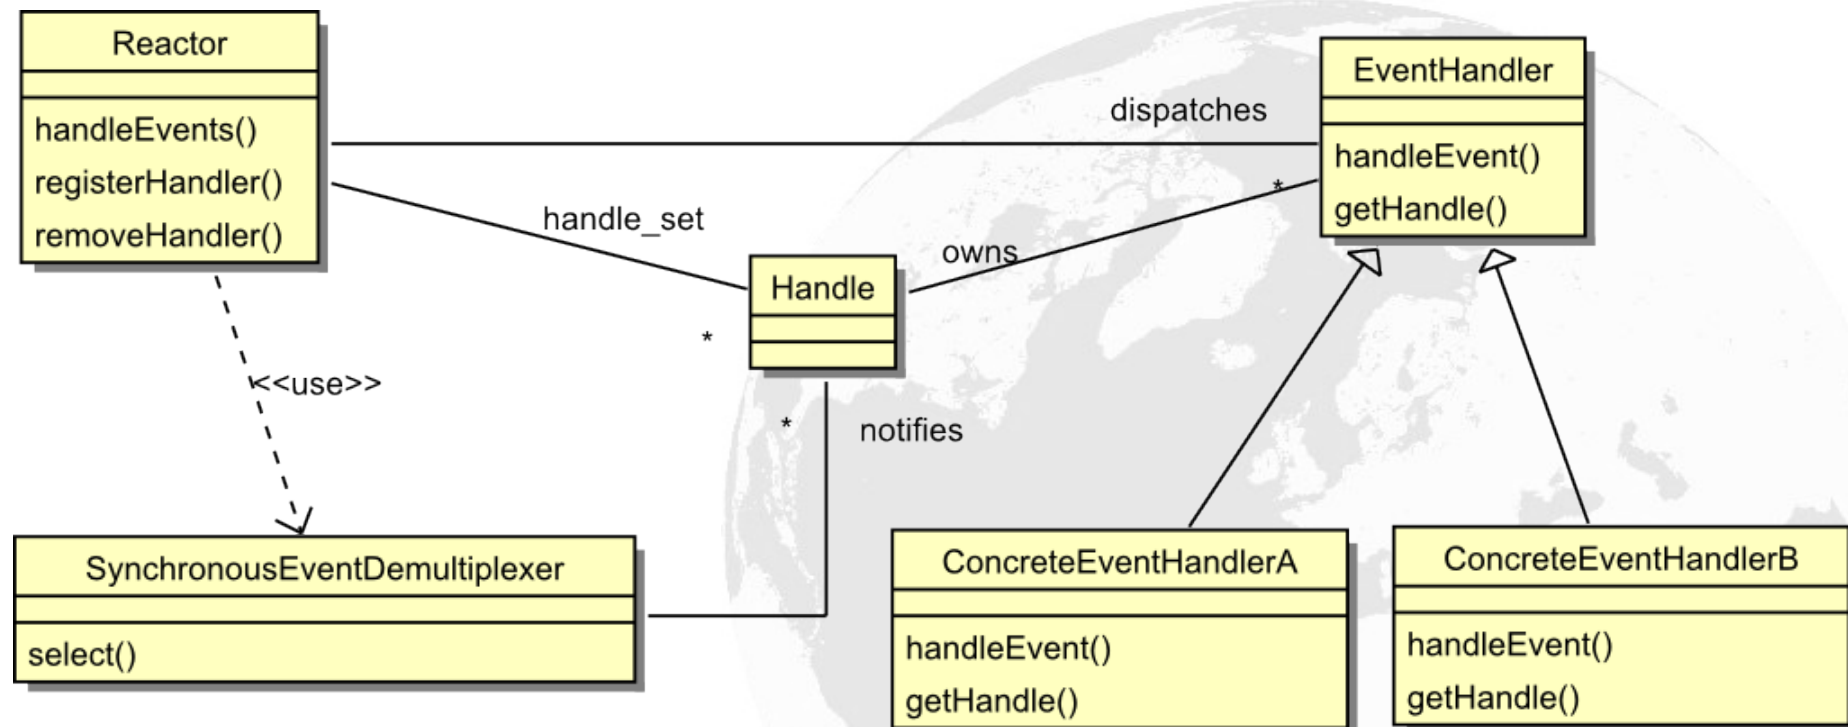 Reactor
handleEvents()
registerHandler()
removeHandler()
dispatches
EventHandler
handleEvent()
getHandle()
*
handle_set
owns
Handle
*
<<use>>
*
notifies
SynchronousEventDemultiplexer
select()
ConcreteEventHandlerA
handleEvent()
getHandle()
ConcreteEventHandlerB
handleEvent()
getHandle()